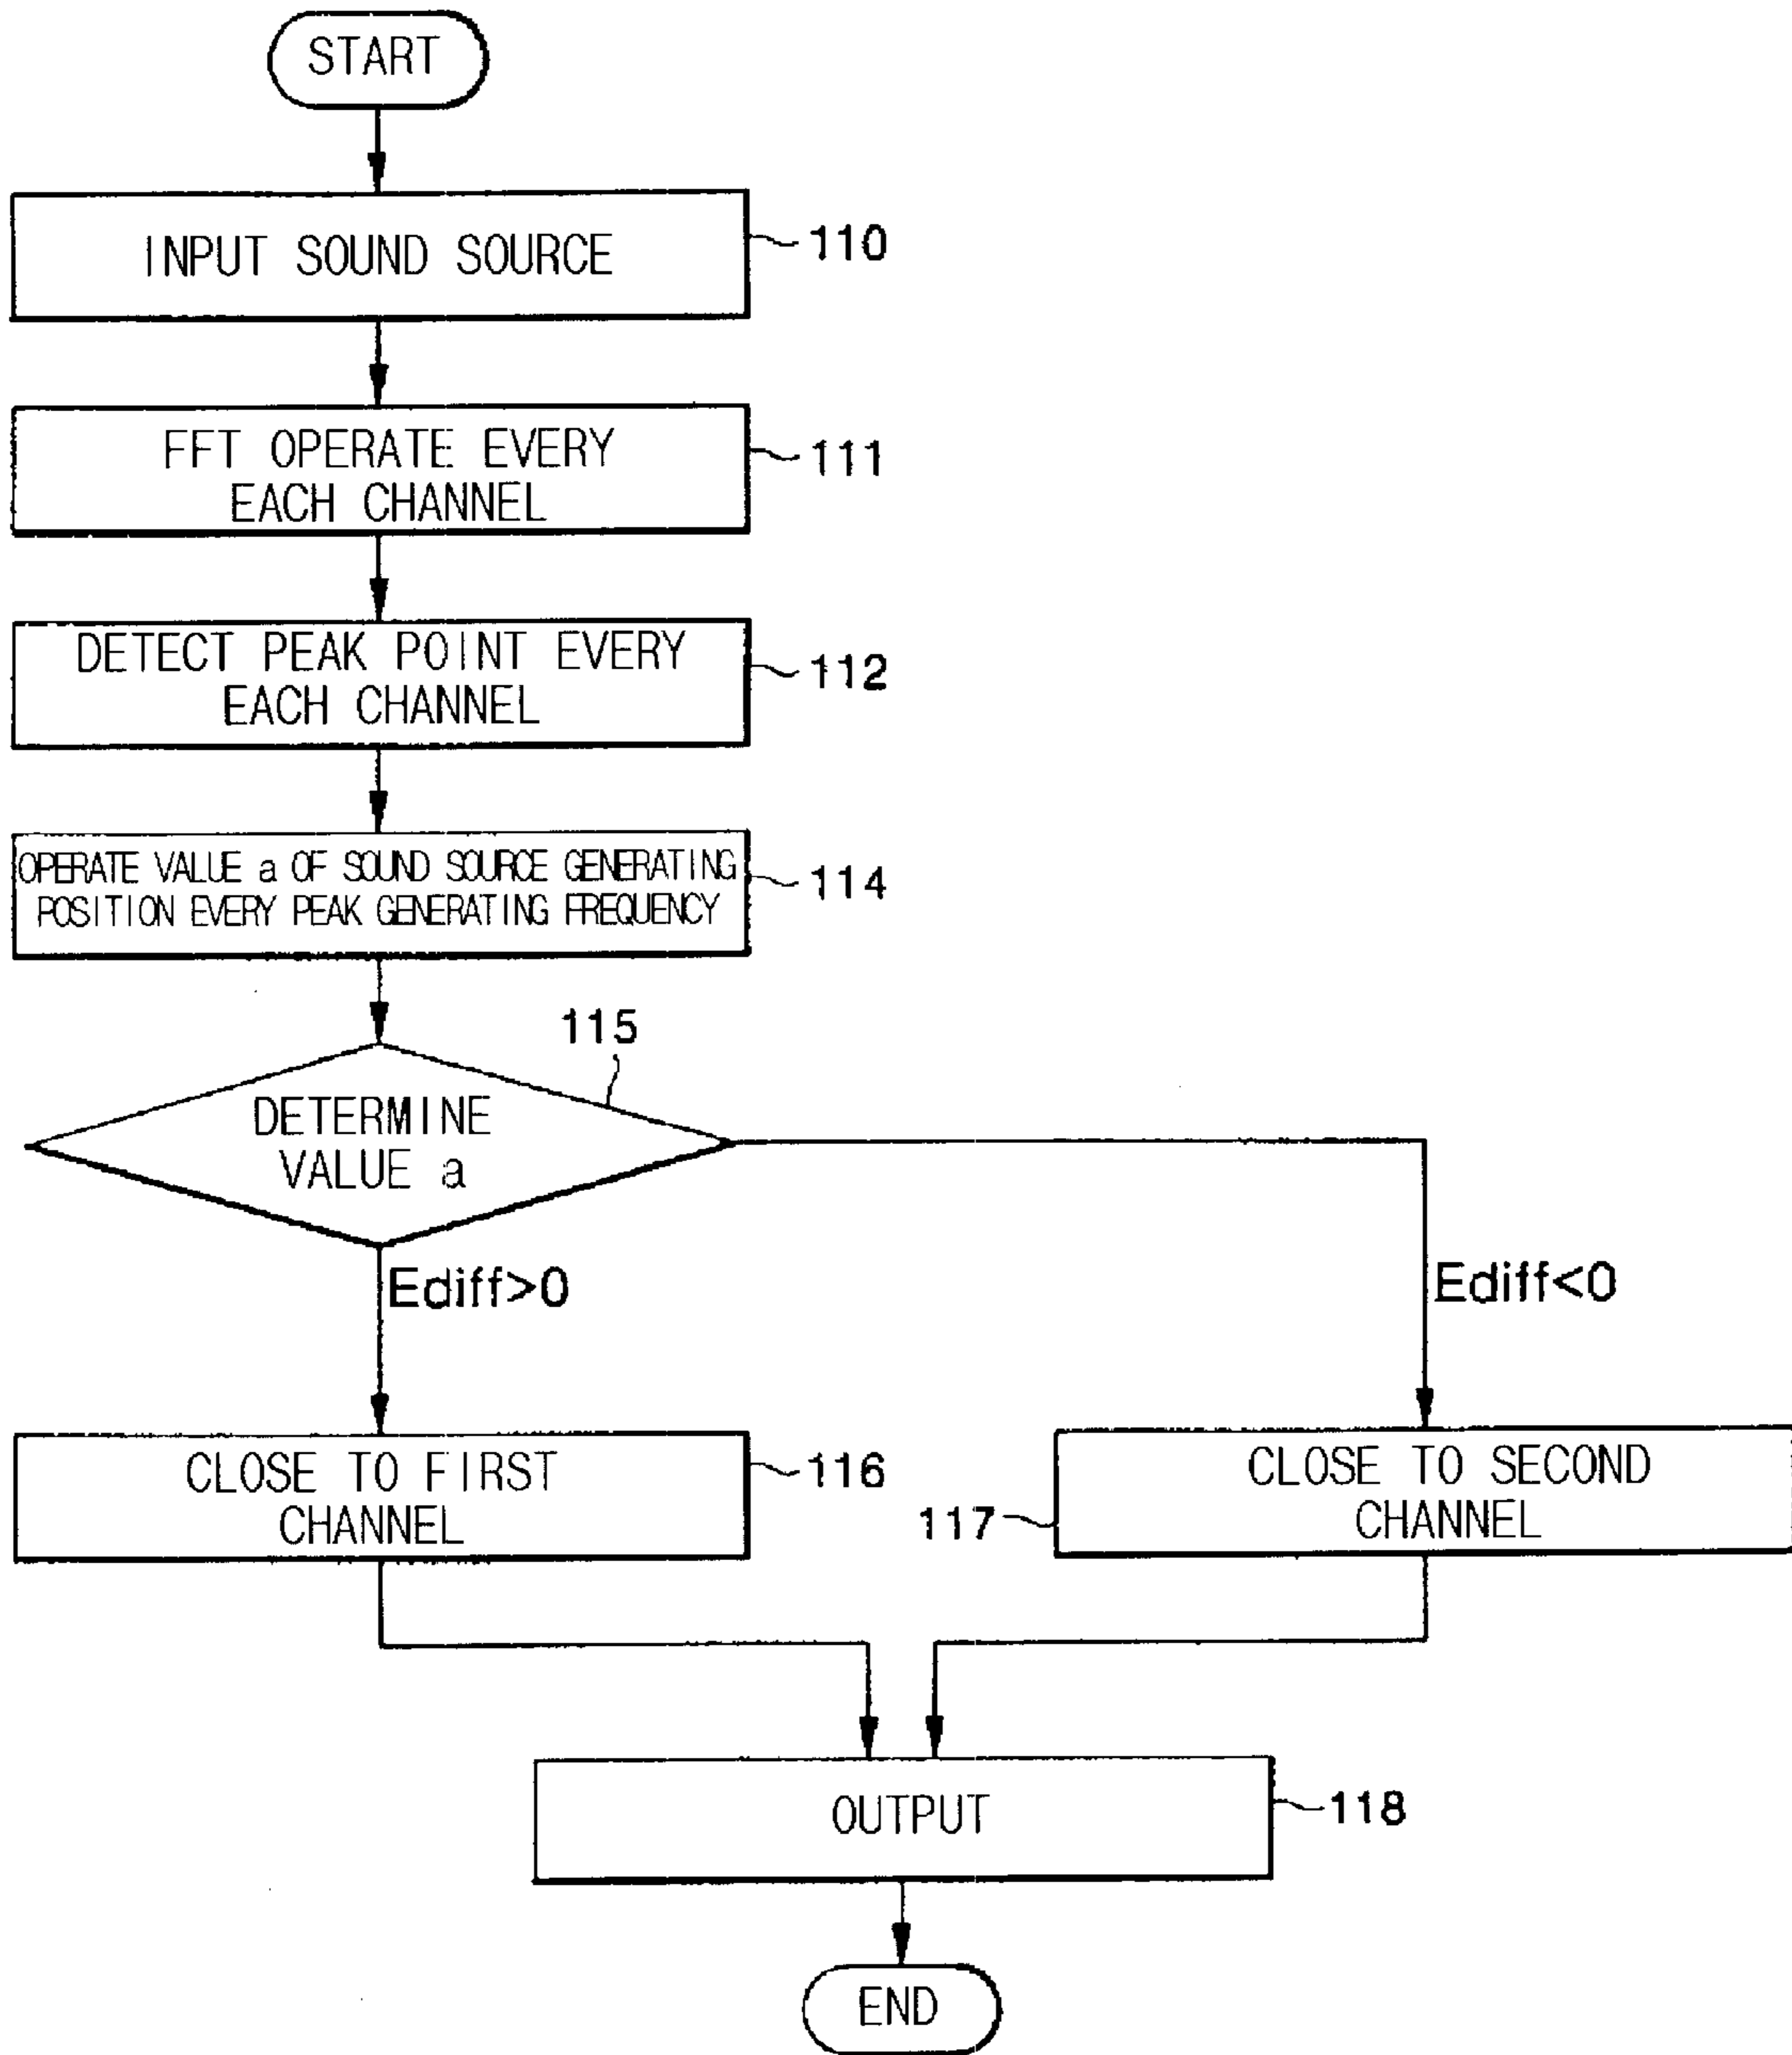 START
INPUT SOUND SOURCE
110
FFT OPERATE EVERY
EACH CHANNEL
111
DETECT PEAK POINT EVERY
EACH CHANNEL
112
OPERATE VALUE a OF SOUND SOURCE GENERATING
POSITION EVERY PEAK GENERATING FREQUENCY
114
115
DETERMINE
VALUE a
Ediff>0
Ediff<0
CLOSE TO FIRST
CHANNEL
116
117
CLOSE TO SECOND
CHANNEL
OUTPUT
118
END